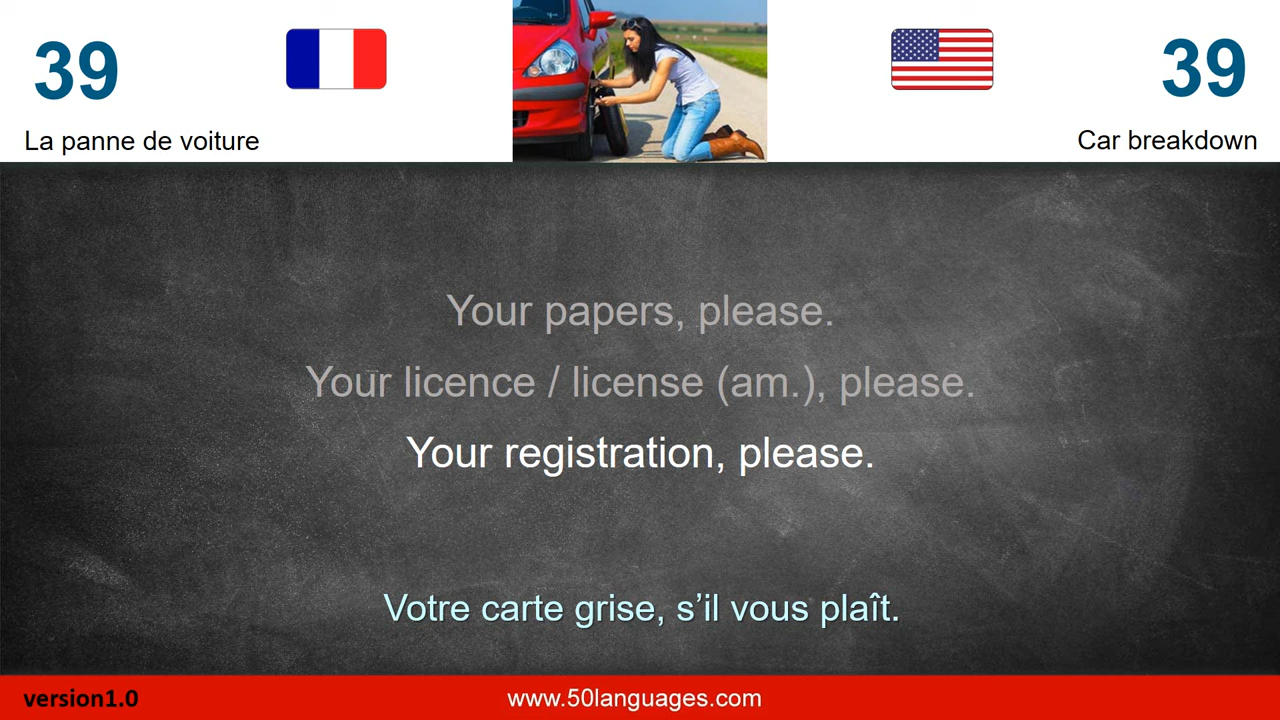 39
39
La panne de voiture
Car breakdown
Your papers, please.
Your licence / license (am.), please.
Your registration, please.
Votre carte grise, s’il vous plaît.
version1.0
www.50languages.com